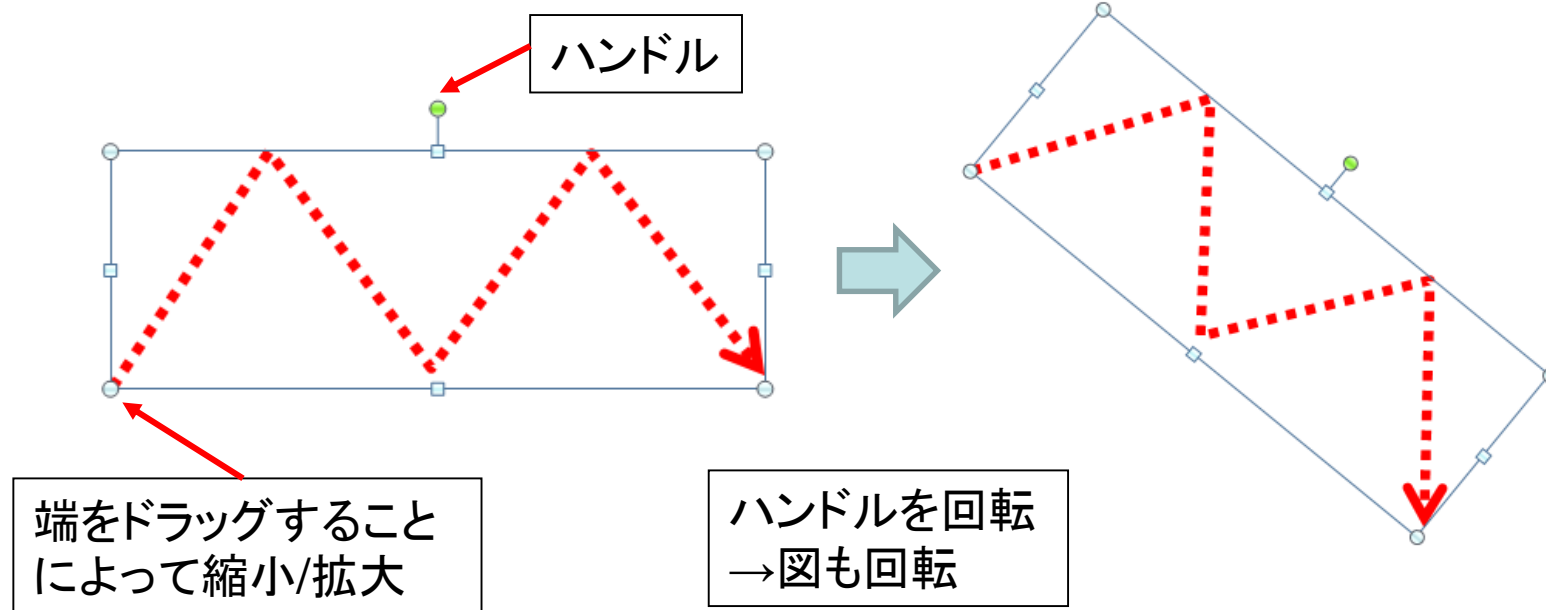 ハンドル
端をドラッグすること
によって縮小/拡大
ハンドルを回転
→図も回転